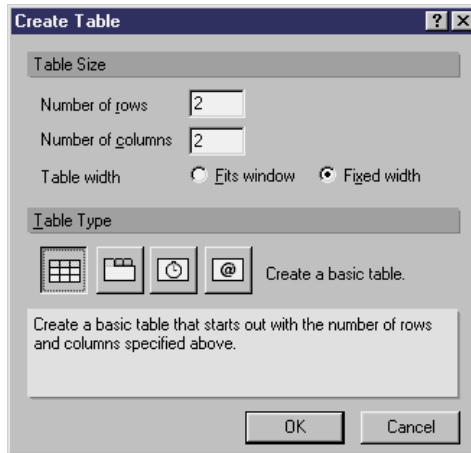 Create Table
Table Size
Number of rows 2
Number of columns 2
Table width Fits window Fixed width
Table Type
@ Create a basic table.
Create a basic table that starts out with the number of rows
and columns specified above.
OK Cancel